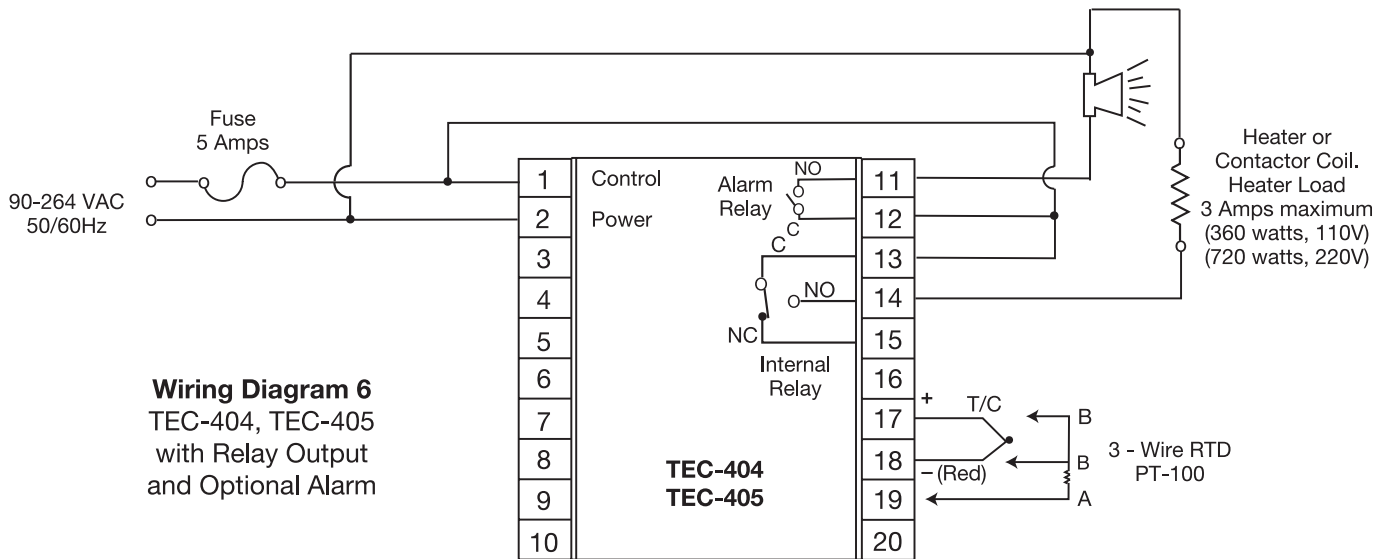 Fuse
5 Amps
90-264 VAC
50/60Hz
1
2
3
4
5
6
7
8
9
10
Control
Power
Alarm
Relay
NO
C
C
NO
NC
Internal
Relay
TEC-404
TEC-405
11
12
13
14
15
16
17
18
19
20
+
T/C
– (Red)
B
B
A
3 - Wire RTD
PT-100
Heater or
Contactor Coil.
Heater Load
3 Amps maximum
(360 watts, 110V)
(720 watts, 220V)
Wiring Diagram 6
TEC-404, TEC-405
with Relay Output
and Optional Alarm